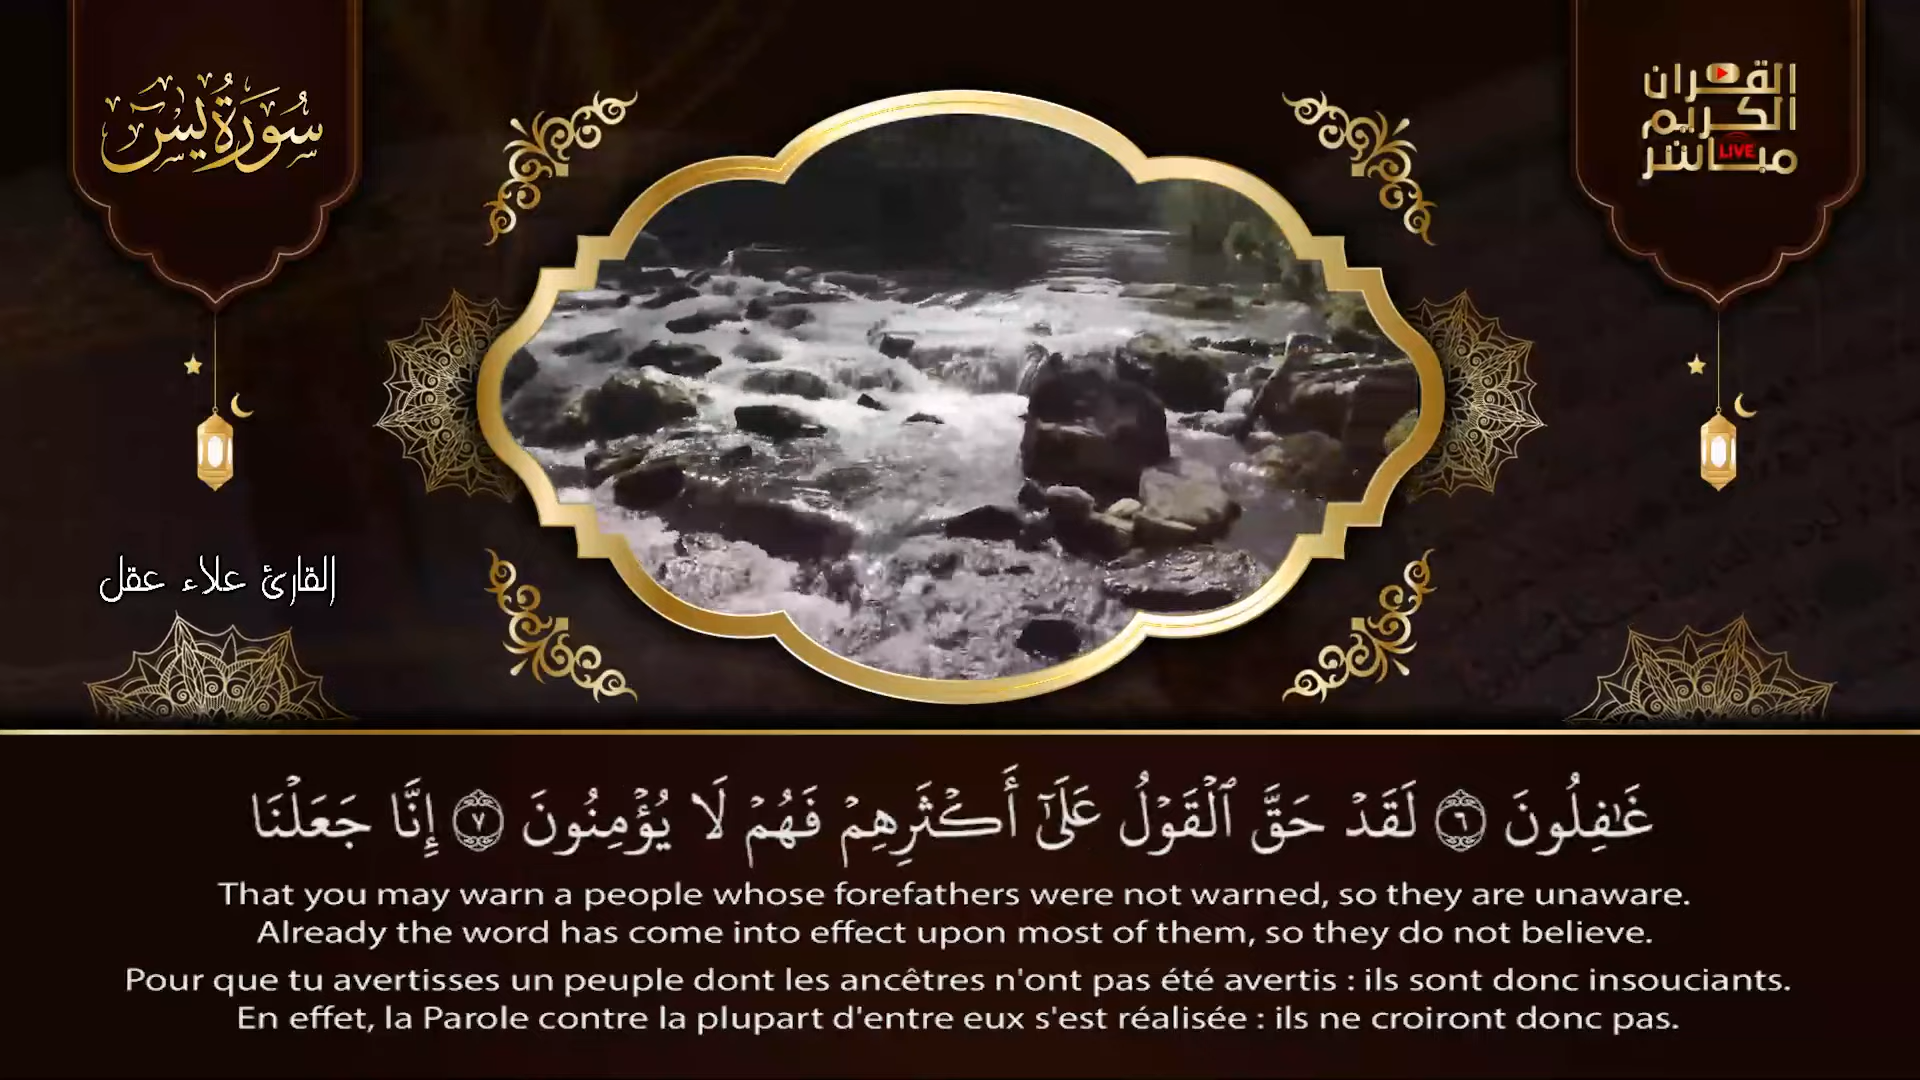 سُورَةُ يسٓ
القرآن
الكريم
مباشر
LIVE
القارئ علاء عقل
غَٰفِلُونَ ٦ لَقَدۡ حَقَّ ٱلۡقَوۡلُ عَلَىٰٓ أَكۡثَرِهِمۡ فَهُمۡ لَا يُؤۡمِنُونَ ٧ إِنَّا جَعَلۡنَا
That you may warn a people whose forefathers were not warned, so they are unaware.
Already the word has come into effect upon most of them, so they do not believe.
Pour que tu avertisses un peuple dont les ancêtres n'ont pas été avertis : ils sont donc insouciants.
En effet, la Parole contre la plupart d'entre eux s'est réalisée : ils ne croiront donc pas.